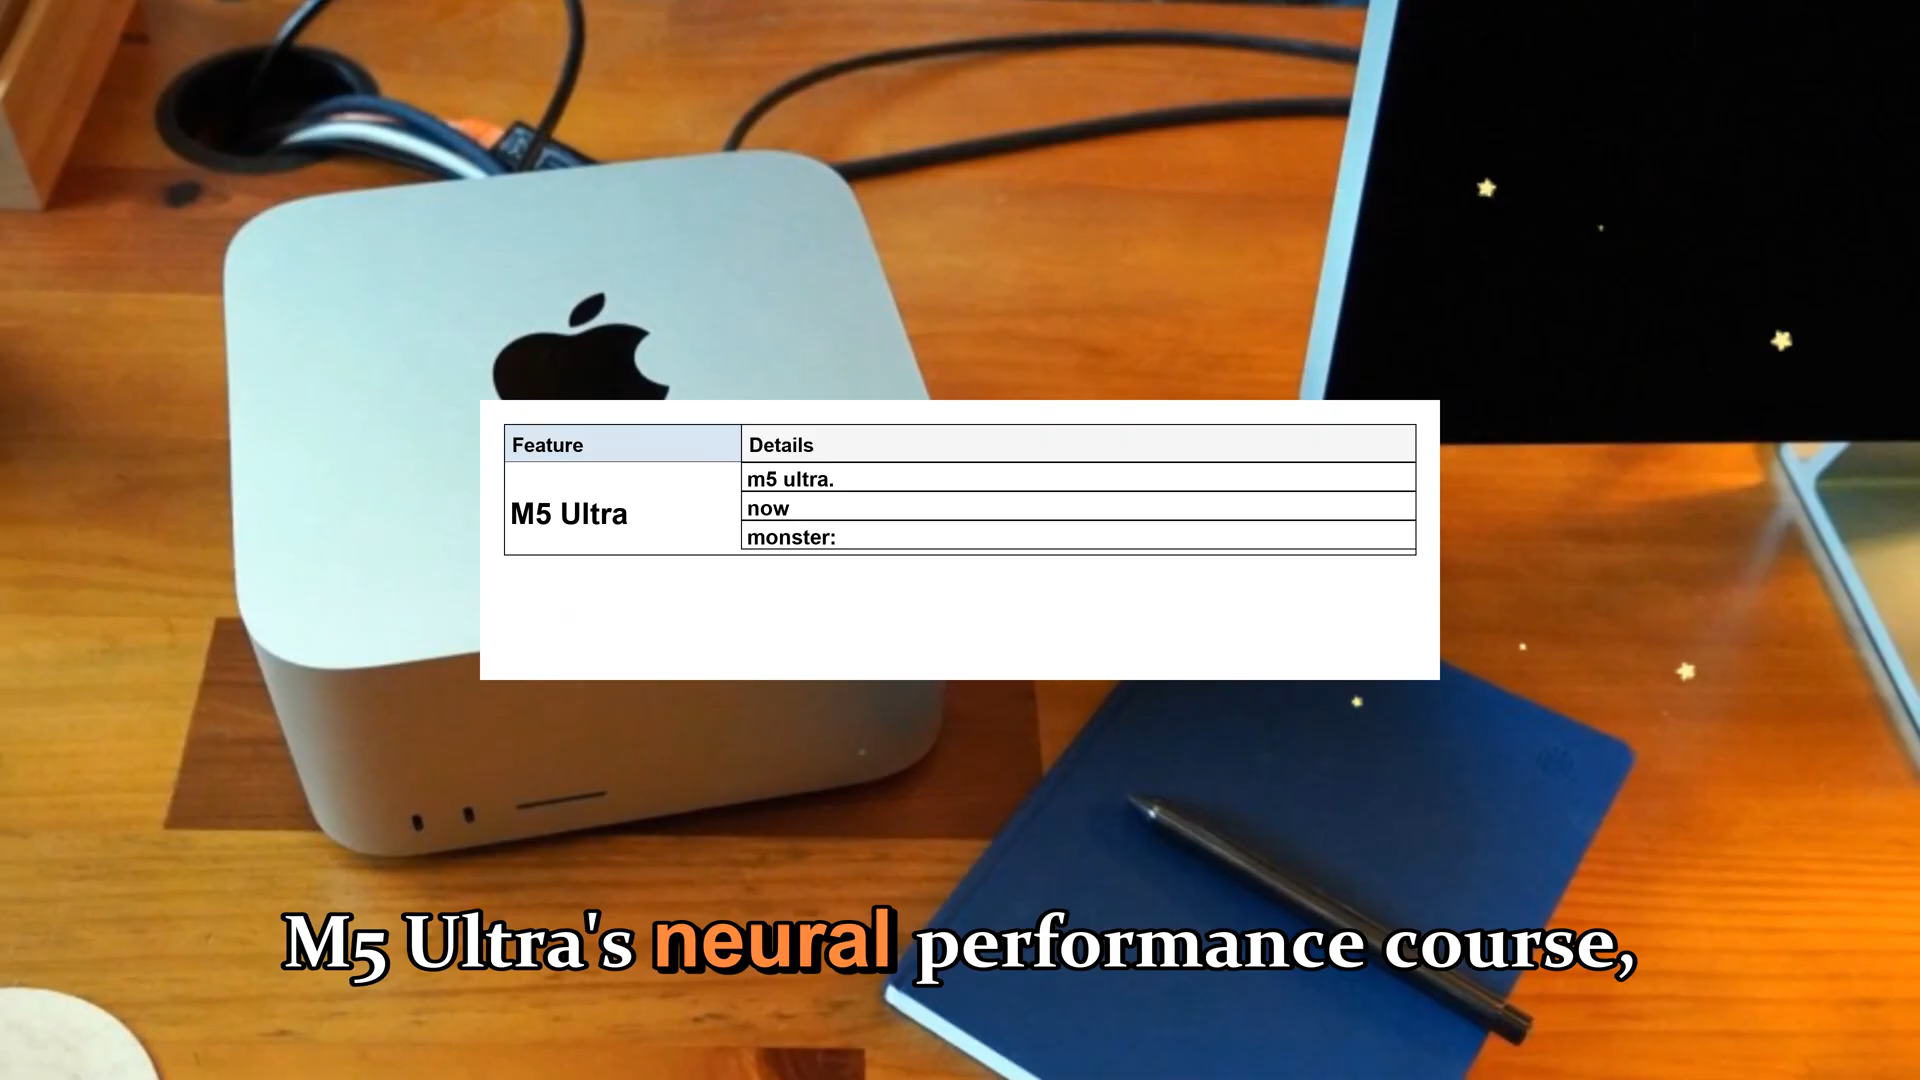 Feature Details
m5 ultra.
M5 Ultra
now
monster:
M5 Ultra's neural performance course,